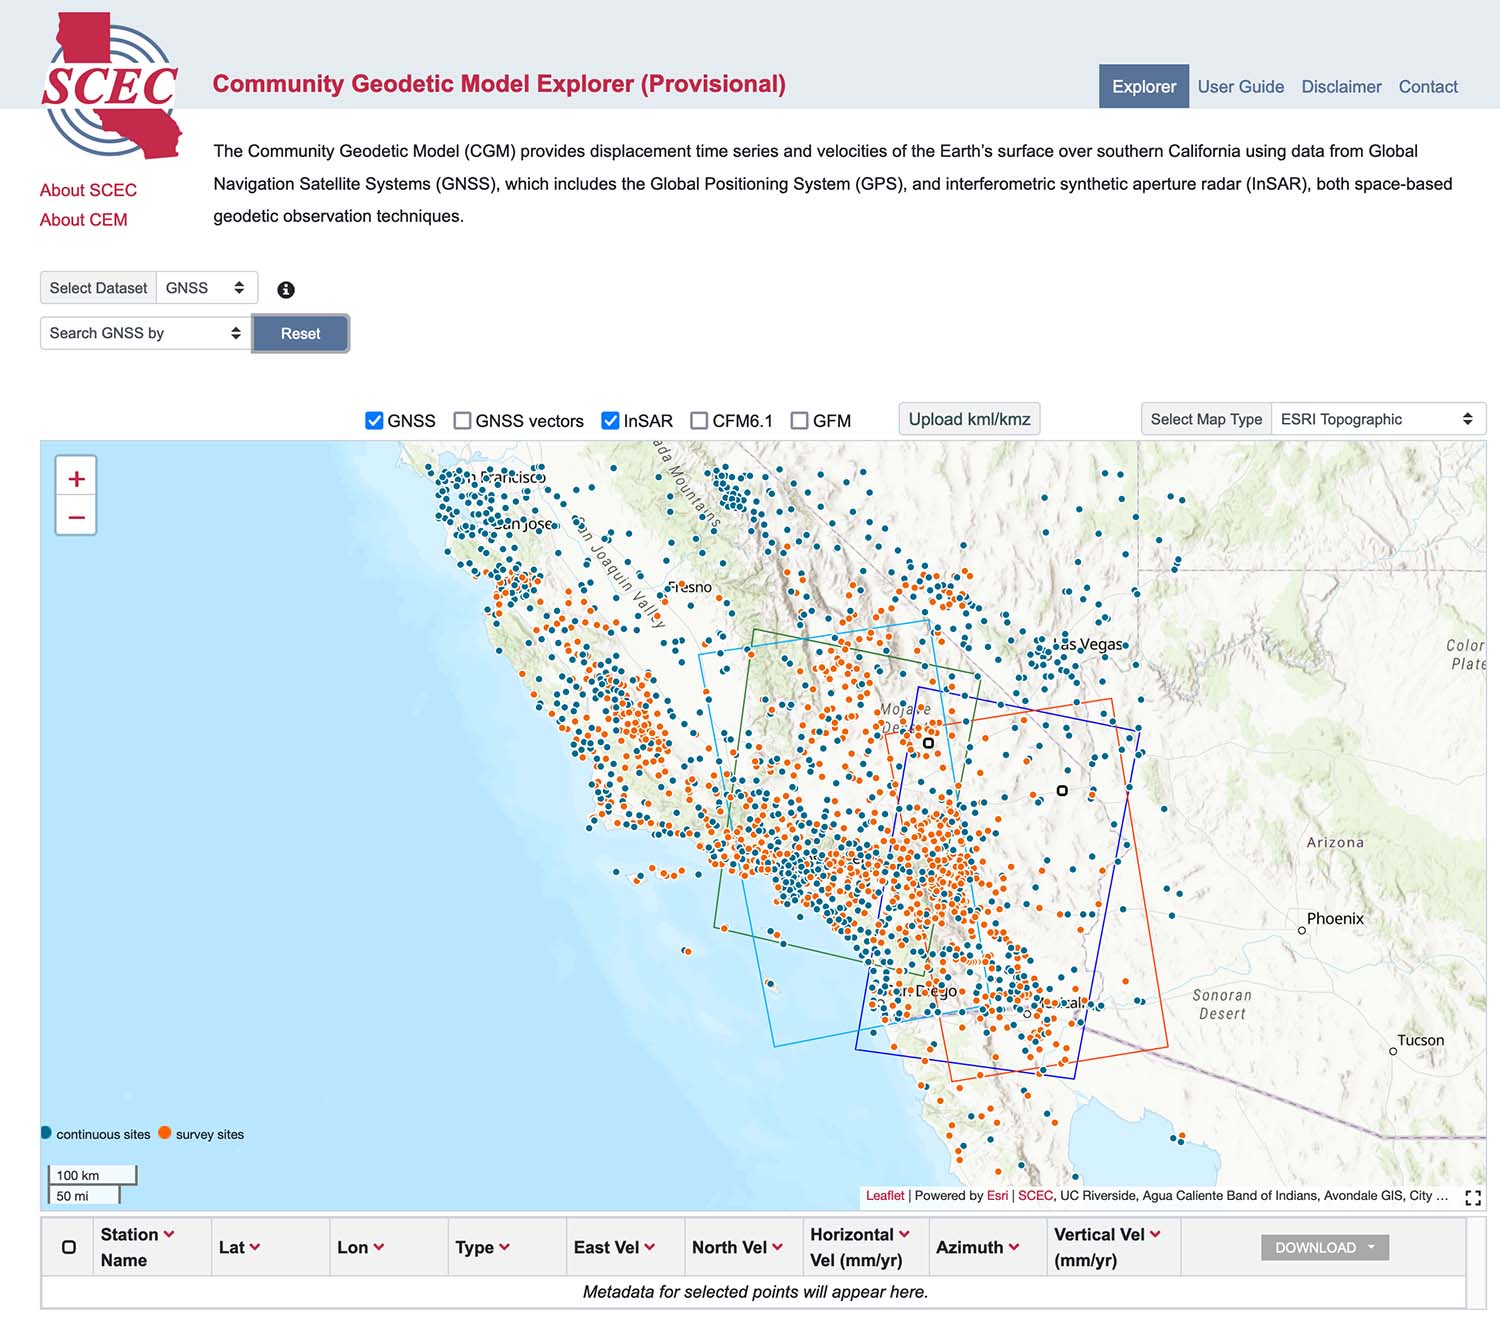 SCEC
Community Geodetic Model Explorer (Provisional)
Explorer
User Guide
Disclaimer
Contact
The Community Geodetic Model (CGM) provides displacement time series and velocities of the Earth's surface over southern California using data from Global
Navigation Satellite Systems (GNSS), which includes the Global Positioning System (GPS), and interferometric synthetic aperture radar (InSAR), both space-based
geodetic observation techniques.
About SCEC
About CEM
Select Dataset GNSS
Search GNSS by Reset
GNSS GNSS vectors InSAR CFM6.1 GFM
Upload kml/kmz
Select Map Type ESRI Topographic
+
−
Francisco
San Jose
San Joaquin Valley
Mountains
Fresno
Las Vegas
Color
Plate
Mojave
Arizona
Phoenix
San Diego
Sonoran
Desert
Tucson
continuous sites survey sites
100 km
50 mi
Leaflet | Powered by Esri | SCEC, UC Riverside, Agua Caliente Band of Indians, Avondale GIS, City ...
Station Name
Lat
Lon
Type
East Vel
North Vel
Horizontal Vel (mm/yr)
Azimuth
Vertical Vel (mm/yr)
DOWNLOAD
Metadata for selected points will appear here.